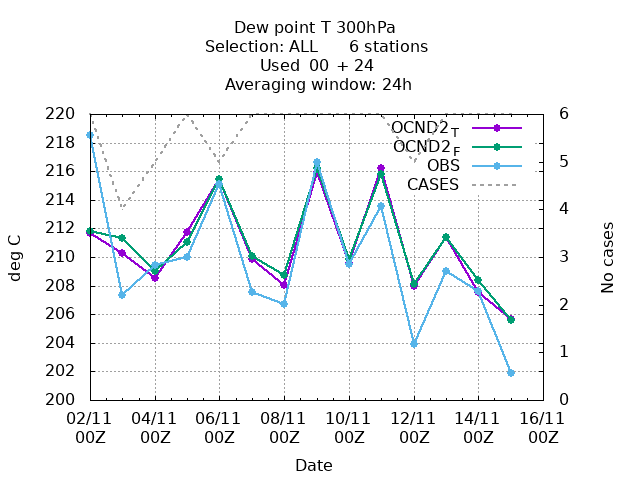 Dew point T 300hPa
Selection: ALL 6 stations
Used 00 + 24
Averaging window: 24h
220
218
216
214
212
210
208
206
204
202
200
deg C
6
5
4
3
2
1
0
No cases
OCND2T
OCND2F
OBS
CASES
02/11 04/11 06/11 08/11 10/11 12/11 14/11 16/11
00Z 00Z 00Z 00Z 00Z 00Z 00Z 00Z
Date